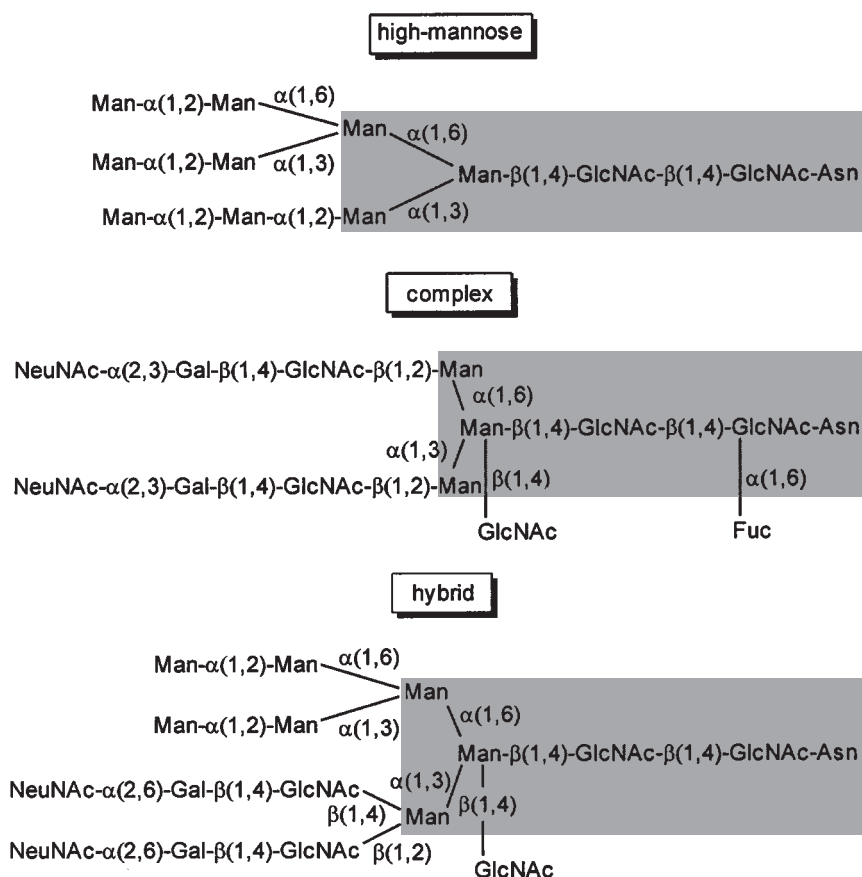 high-mannose
Man-α(1,2)-Man α(1,6)
Man α(1,6)
Man-α(1,2)-Man α(1,3)
Man-β(1,4)-GlcNAc-β(1,4)-GlcNAc-Asn
Man-α(1,2)-Man-α(1,2)-Man α(1,3)
complex
NeuNAc-α(2,3)-Gal-β(1,4)-GlcNAc-β(1,2)-Man
α(1,6)
Man-β(1,4)-GlcNAc-β(1,4)-GlcNAc-Asn
α(1,3)
NeuNAc-α(2,3)-Gal-β(1,4)-GlcNAc-β(1,2)-Man β(1,4) α(1,6)
GlcNAc Fuc
hybrid
Man-α(1,2)-Man α(1,6)
Man
Man-α(1,2)-Man α(1,3) α(1,6)
Man-β(1,4)-GlcNAc-β(1,4)-GlcNAc-Asn
NeuNAc-α(2,6)-Gal-β(1,4)-GlcNAc α(1,3)
β(1,4) Man β(1,4)
NeuNAc-α(2,6)-Gal-β(1,4)-GlcNAc β(1,2)
GlcNAc